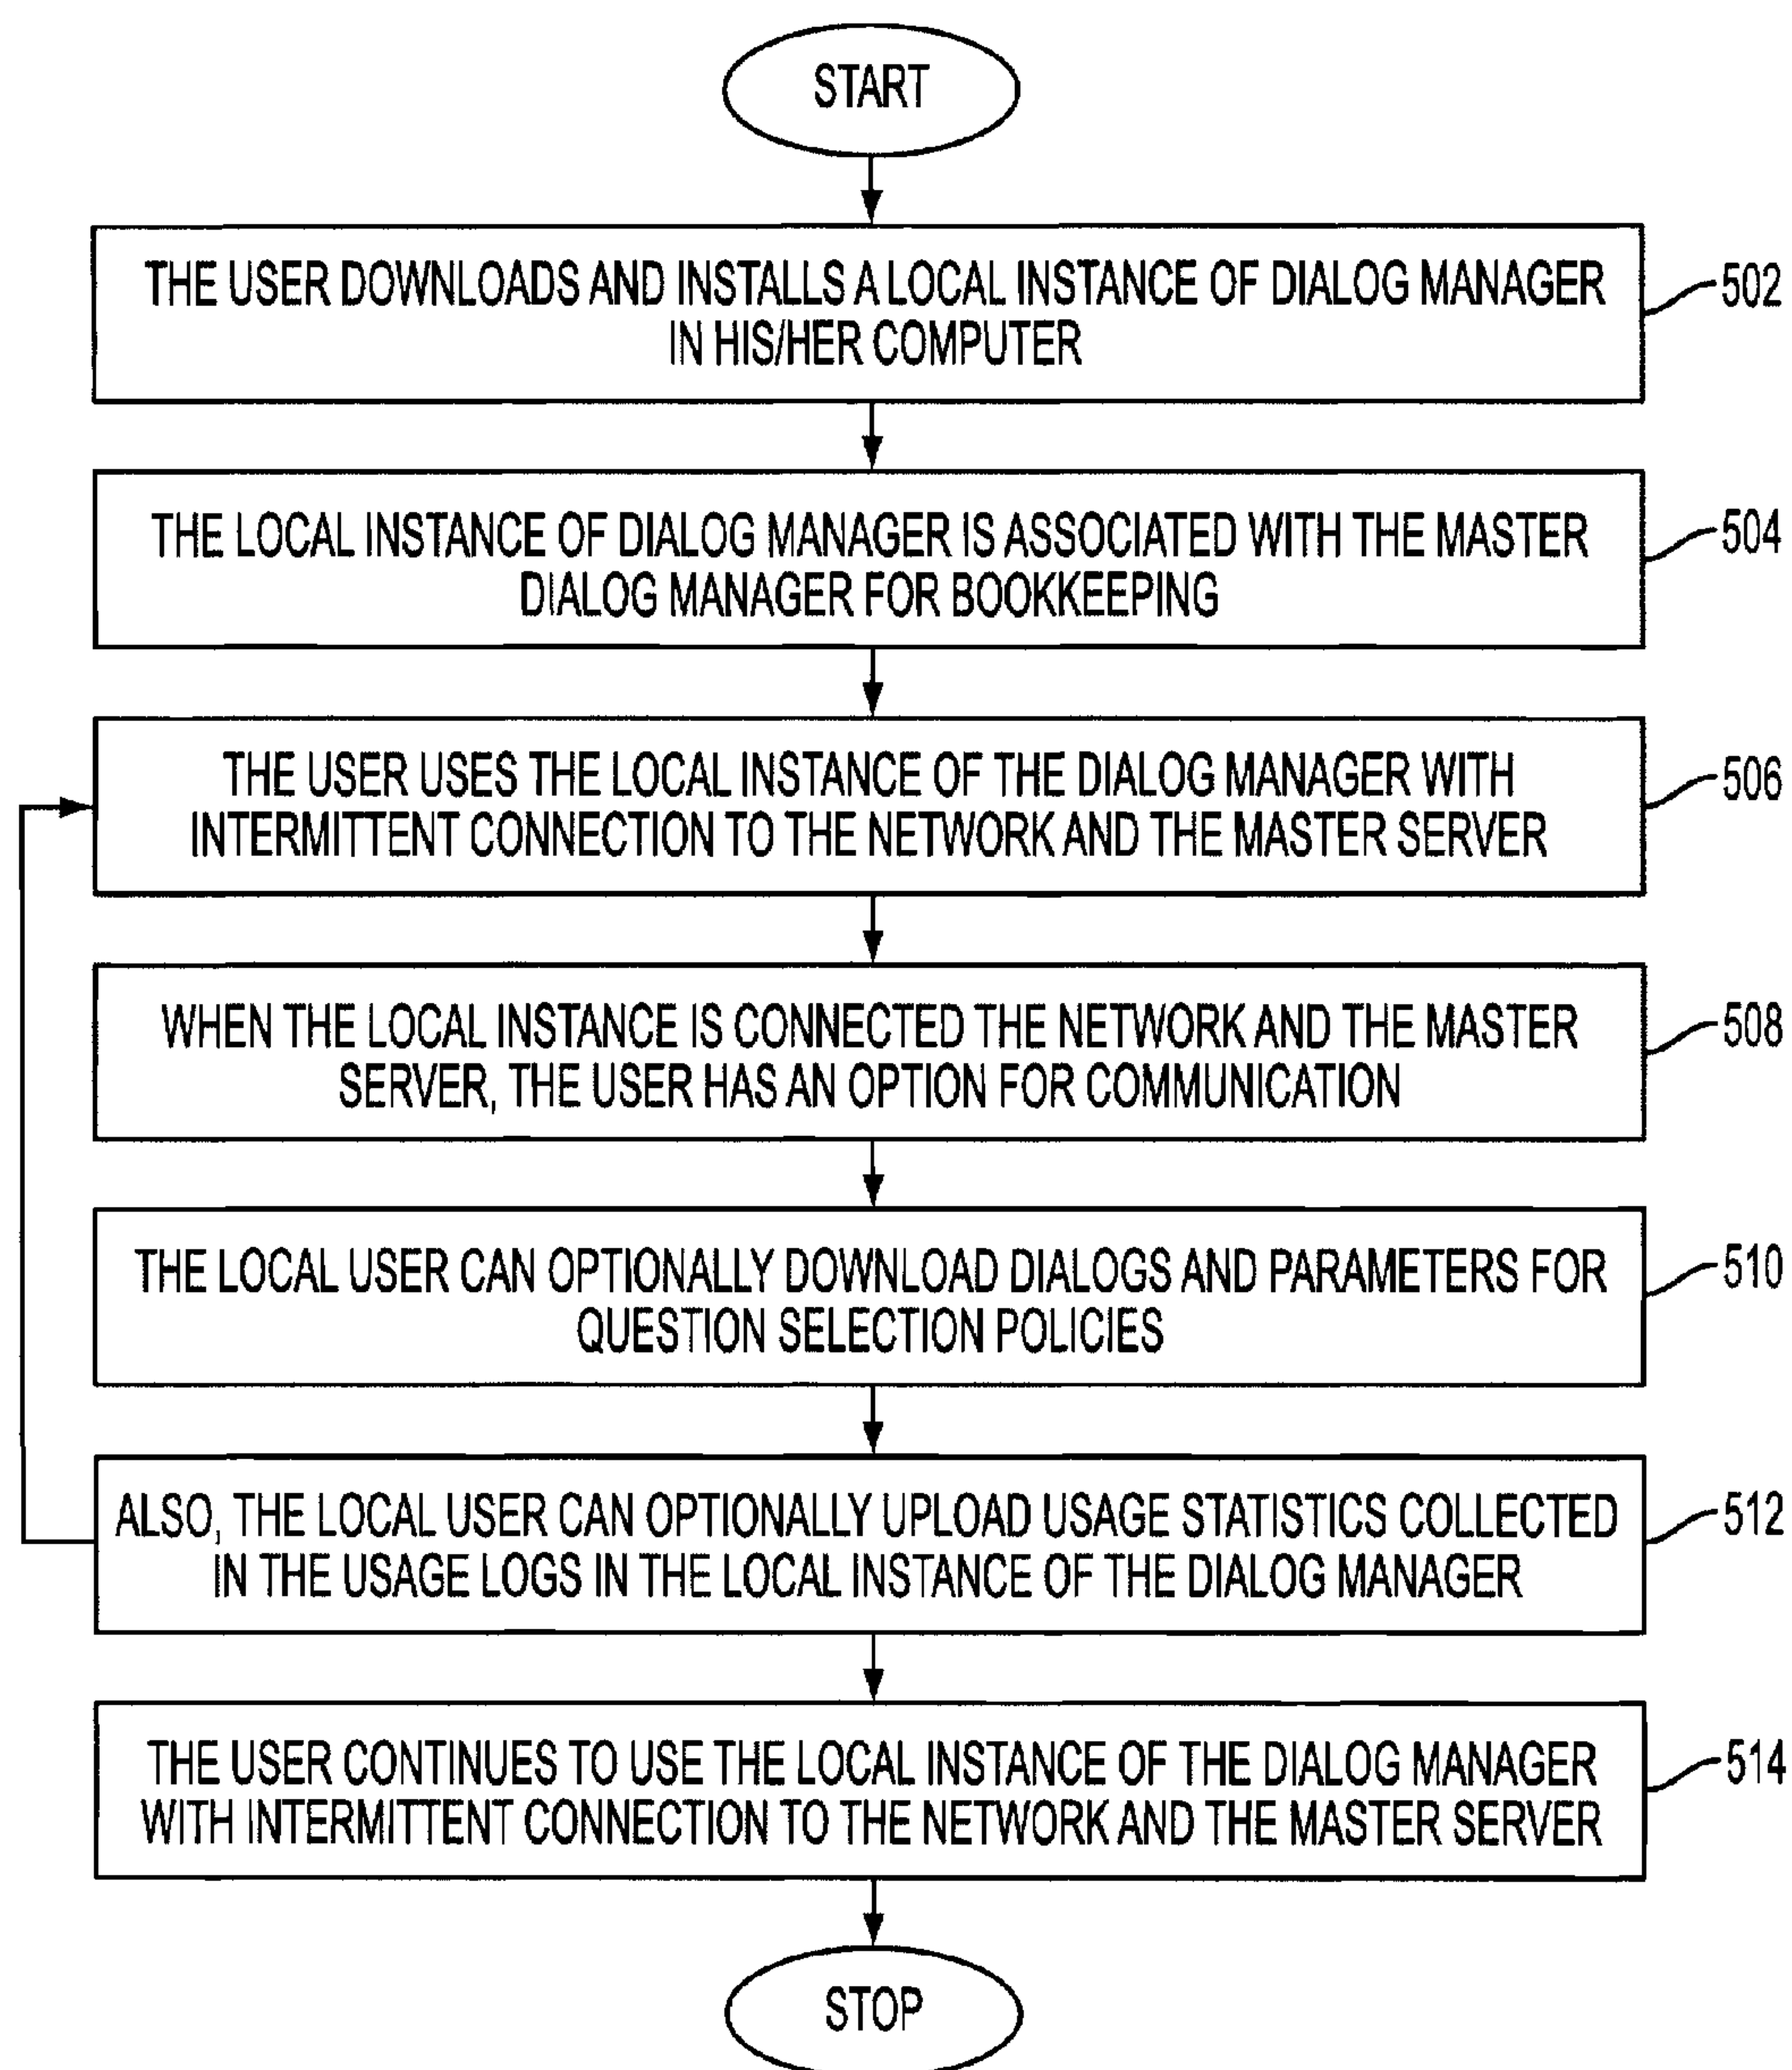 START
THE USER DOWNLOADS AND INSTALLS A LOCAL INSTANCE OF DIALOG MANAGER
IN HIS/HER COMPUTER
502
THE LOCAL INSTANCE OF DIALOG MANAGER IS ASSOCIATED WITH THE MASTER
DIALOG MANAGER FOR BOOKKEEPING
504
THE USER USES THE LOCAL INSTANCE OF THE DIALOG MANAGER WITH
INTERMITTENT CONNECTION TO THE NETWORK AND THE MASTER SERVER
506
WHEN THE LOCAL INSTANCE IS CONNECTED THE NETWORK AND THE MASTER
SERVER, THE USER HAS AN OPTION FOR COMMUNICATION
508
THE LOCAL USER CAN OPTIONALLY DOWNLOAD DIALOGS AND PARAMETERS FOR
QUESTION SELECTION POLICIES
510
ALSO, THE LOCAL USER CAN OPTIONALLY UPLOAD USAGE STATISTICS COLLECTED
IN THE USAGE LOGS IN THE LOCAL INSTANCE OF THE DIALOG MANAGER
512
THE USER CONTINUES TO USE THE LOCAL INSTANCE OF THE DIALOG MANAGER
WITH INTERMITTENT CONNECTION TO THE NETWORK AND THE MASTER SERVER
514
STOP